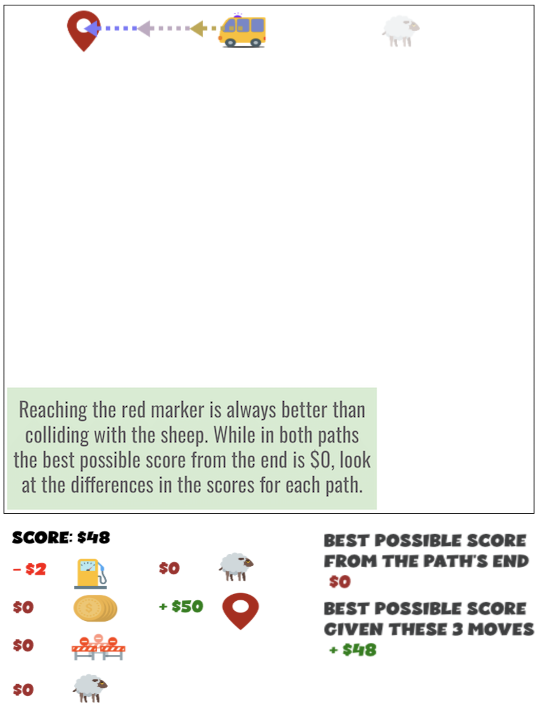 Reaching the red marker is always better than
colliding with the sheep. While in both paths
the best possible score from the end is $0, look
at the differences in the scores for each path.
SCORE: $48
- $2
$0
$0
$0
$0
+ $50
BEST POSSIBLE SCORE
FROM THE PATH'S END
$0
BEST POSSIBLE SCORE
GIVEN THESE 3 MOVES
+ $48